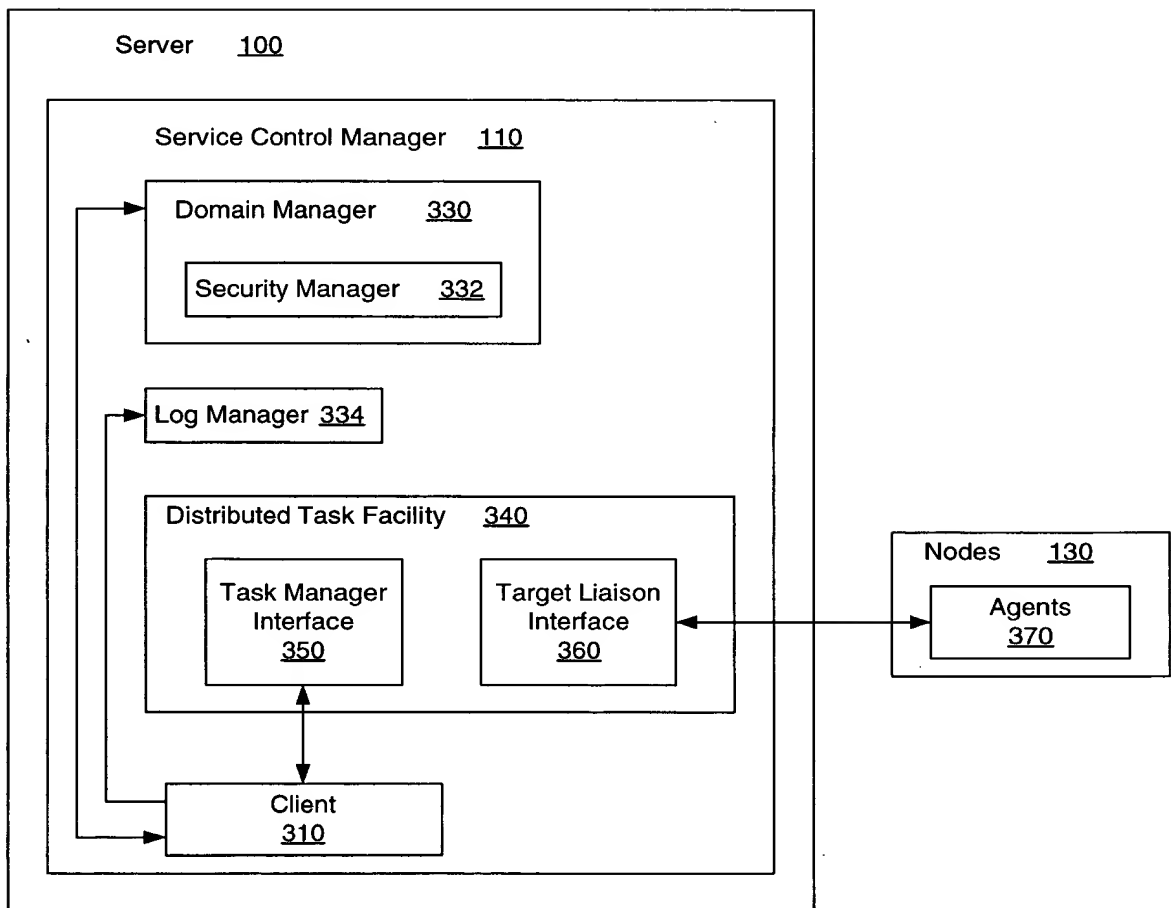 Server 100
Service Control Manager 110
Domain Manager 330
Security Manager 332
Log Manager 334
Distributed Task Facility 340
Task Manager
Interface
350
Target Liaison
Interface
360
Nodes 130
Agents
370
Client
310